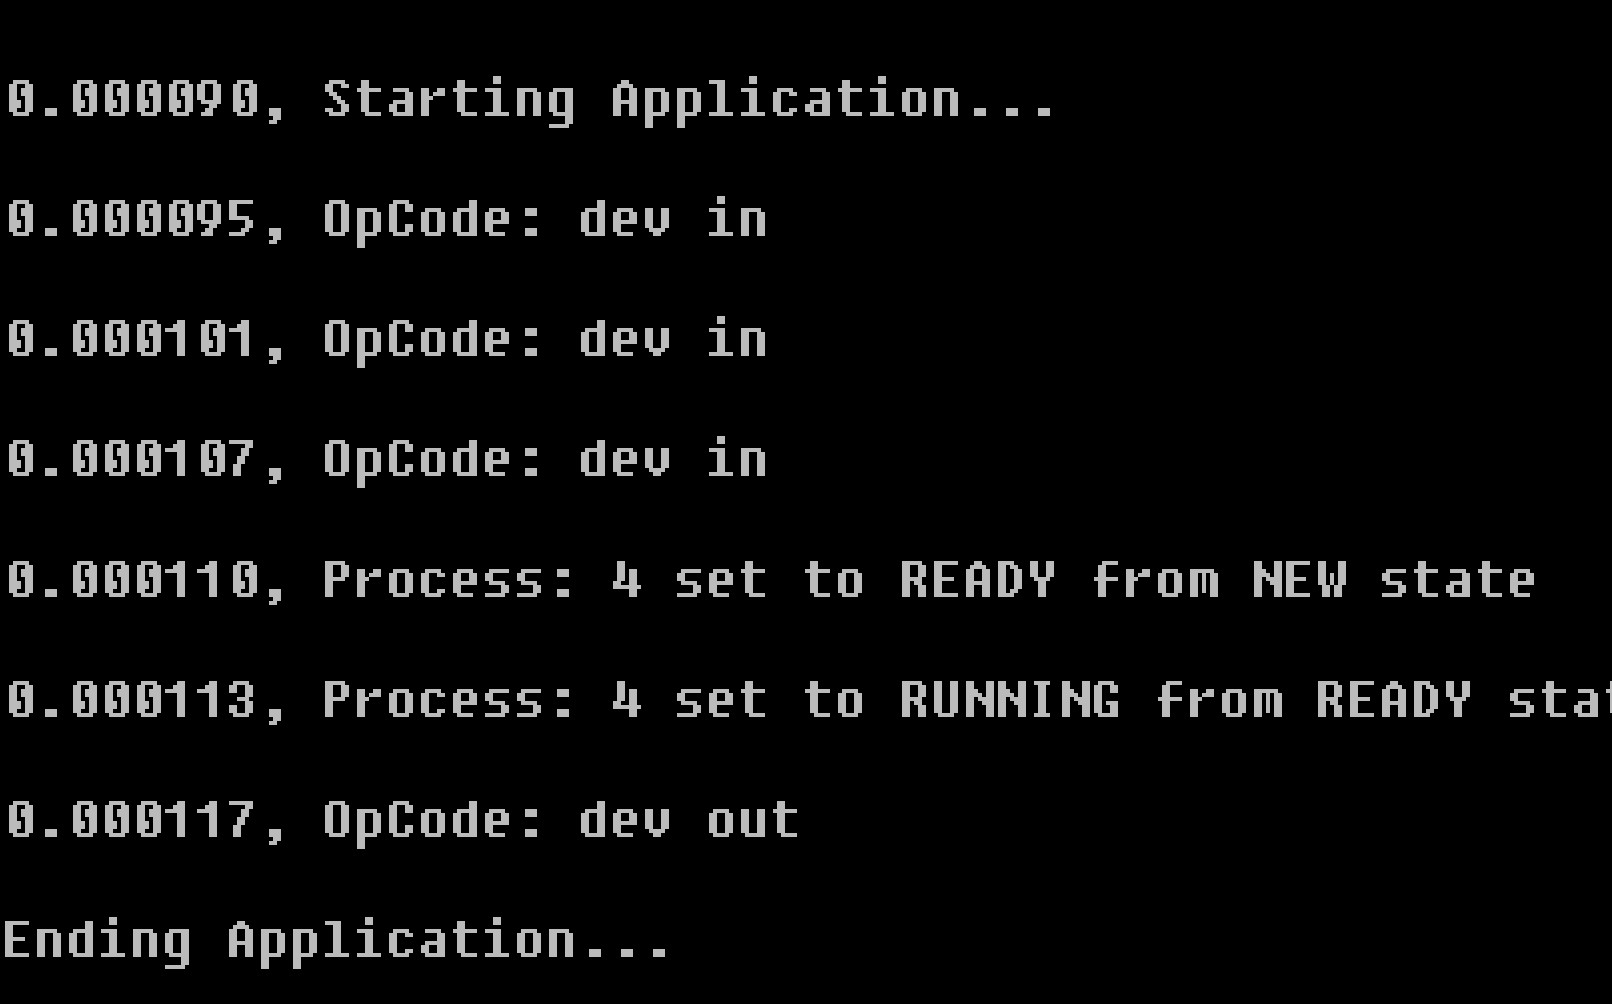 0.000090, Starting Application...
0.000095, OpCode: dev in
0.000101, OpCode: dev in
0.000107, OpCode: dev in
0.000110, Process: 4 set to READY from NEW state
0.000113, Process: 4 set to RUNNING from READY
0.000117, OpCode: dev out
Ending Application...